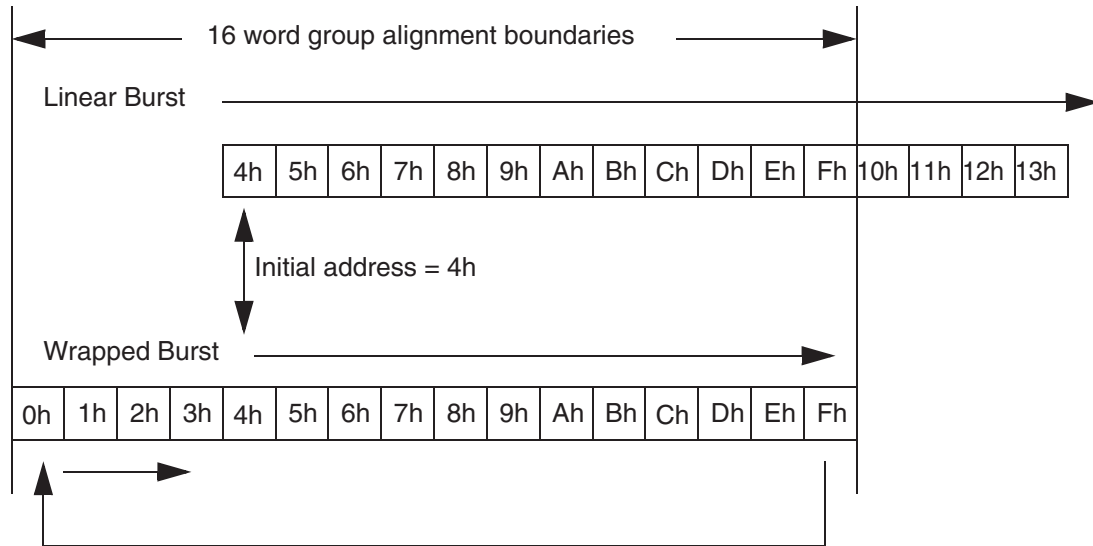 16 word group alignment boundaries
Linear Burst
4h 5h 6h 7h 8h 9h Ah Bh Ch Dh Eh Fh 10h 11h 12h 13h
Initial address = 4h
Wrapped Burst
0h 1h 2h 3h 4h 5h 6h 7h 8h 9h Ah Bh Ch Dh Eh Fh